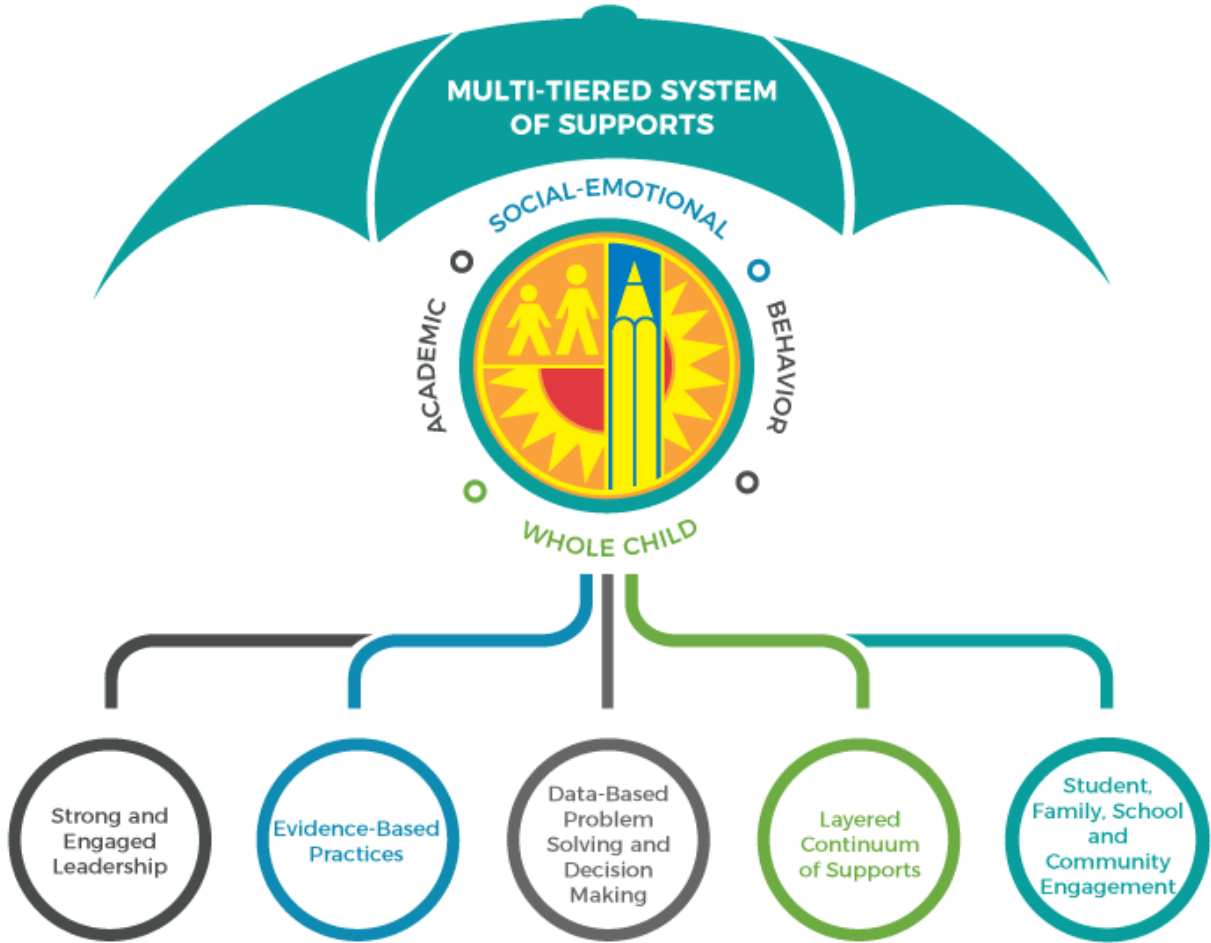 MULTI-TIERED SYSTEM
OF SUPPORTS
SOCIAL-EMOTIONAL
ACADEMIC
BEHAVIOR
WHOLE CHILD
Strong and
Engaged
Leadership
Evidence-Based
Practices
Data-Based
Problem
Solving and
Decision
Making
Layered
Continuum
of Supports
Student,
Family, School
and
Community
Engagement